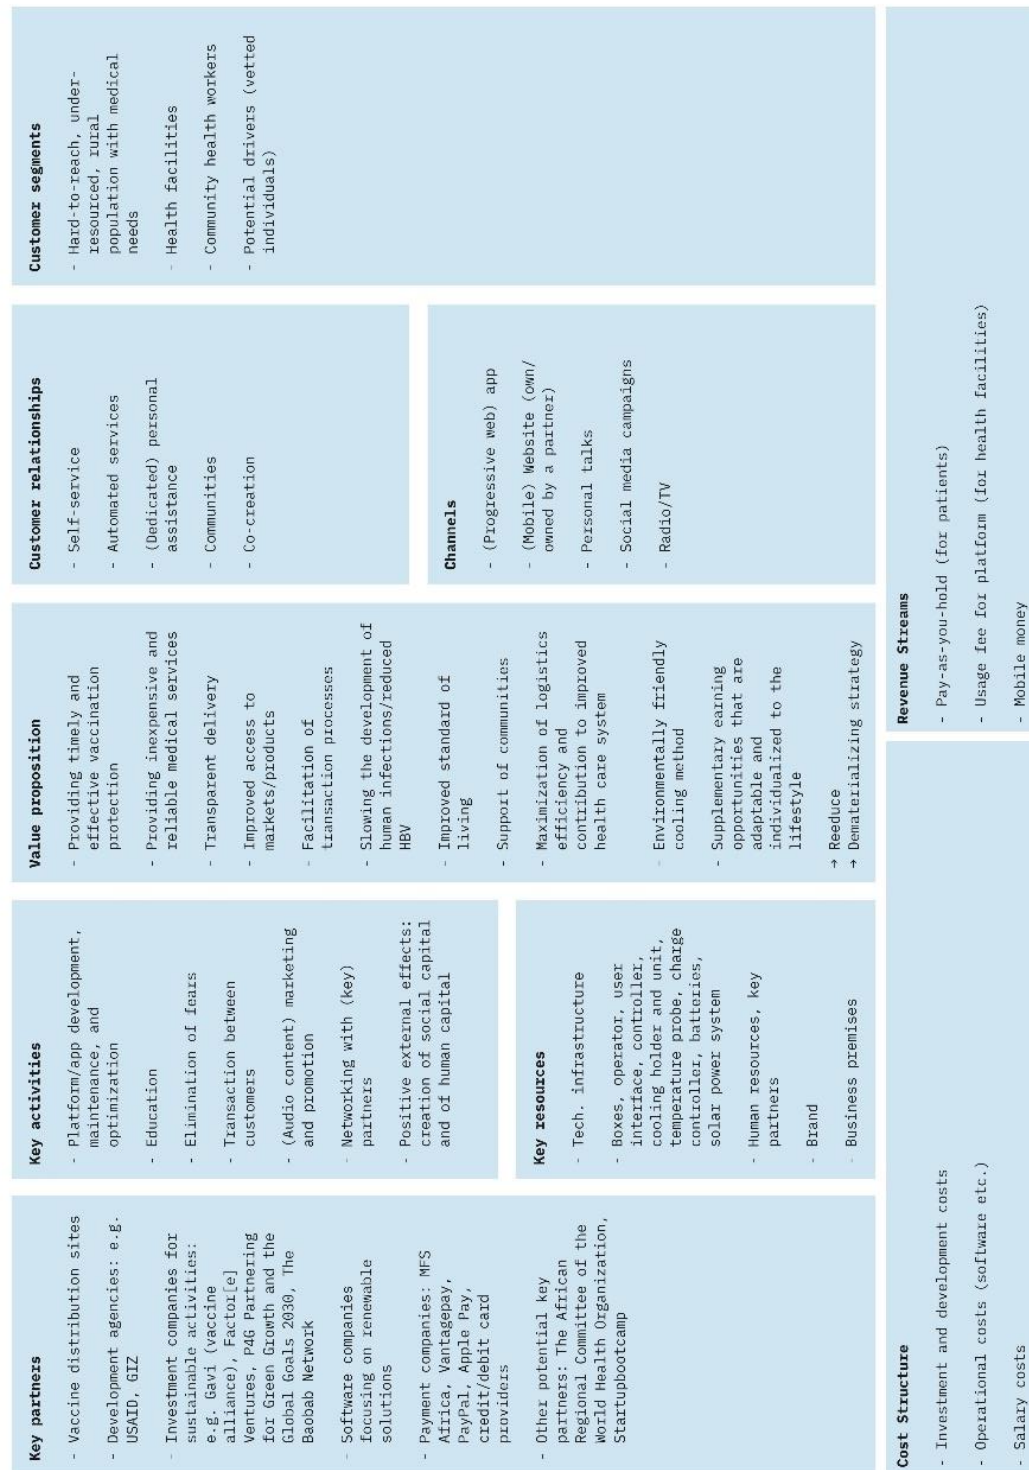 Key partners
- Vaccine distribution sites
- Development agencies: e.g.
USAID, GIZ
- Investment companies for
sustainable activities:
e.g. Gavi (vaccine
alliance), Factor[e]
Ventures, P4G Partnering
for Green Growth and the
Global Goals 2030, The
Baobab Network
- Software companies
focusing on renewable
solutions
- Payment companies: MFS
Africa, Vantagepay,
PayPal, Apple Pay,
credit/debit card
providers
- Other potential key
partners: The African
Regional Committee of the
World Health Organization,
Startupbootcamp
Key activities
- Platform/app development,
maintenance, and
optimization
- Education
- Elimination of fears
- Transaction between
customers
- (Audio content) marketing
and promotion
- Networking with (key)
partners
- Positive external effects:
creation of social capital
and of human capital
Key resources
- Tech. infrastructure
- Boxes, operator, user
interface, controller,
cooling holder and unit,
temperature probe, charge
controller, batteries,
solar power system
- Human resources, key
partners
- Brand
- Business premises
Value proposition
- Providing timely and
effective vaccination
protection
- Providing inexpensive and
reliable medical services
- Transparent delivery
- Improved access to
markets/products
- Facilitation of
transaction processes
- Slowing the development of
human infections/reduced
HBV
- Improved standard of
living
- Support of communities
- Maximization of logistics
efficiency and
contribution to improved
health care system
- Environmentally friendly
cooling method
- Supplementary earning
opportunities that are
adaptable and
individualized to the
lifestyle
→ Reeduce
→ Dematerializing strategy
Customer relationships
- Self-service
- Automated services
- (Dedicated) personal
assistance
- Communities
- Co-creation
Channels
- (Progressive web) app
- (Mobile) Website (own/
owned by a partner)
- Personal talks
- Social media campaigns
- Radio/TV
Customer segments
- Hard-to-reach, under-
resourced, rural
population with medical
needs
- Health facilities
- Community health workers
- Potential drivers (vetted
individuals)
Cost Structure
- Investment and development costs
- Operational costs (software etc.)
- Salary costs
Revenue Streams
- Pay-as-you-hold (for patients)
- Usage fee for platform (for health facilities)
- Mobile money